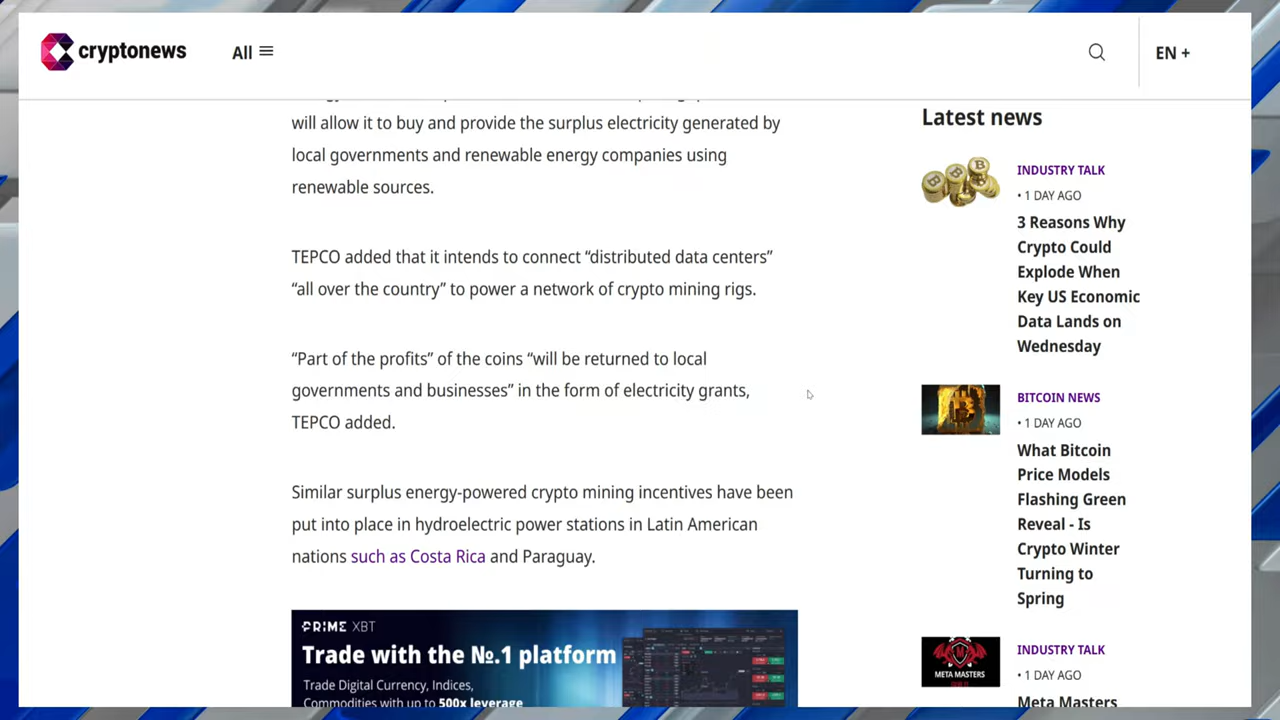 cryptonews
All
EN +
will allow it to buy and provide the surplus electricity generated by
local governments and renewable energy companies using
renewable sources.
TEPCO added that it intends to connect “distributed data centers”
“all over the country” to power a network of crypto mining rigs.
“Part of the profits” of the coins “will be returned to local
governments and businesses” in the form of electricity grants,
TEPCO added.
Similar surplus energy-powered crypto mining incentives have been
put into place in hydroelectric power stations in Latin American
nations such as Costa Rica and Paraguay.
PRIME XBT
Trade with the №.1 platform
Trade Digital Currency, Indices,
Commodities with up to 500x leverage
Latest news
INDUSTRY TALK
• 1 DAY AGO
3 Reasons Why
Crypto Could
Explode When
Key US Economic
Data Lands on
Wednesday
BITCOIN NEWS
• 1 DAY AGO
What Bitcoin
Price Models
Flashing Green
Reveal - Is
Crypto Winter
Turning to
Spring
META MASTERS
INDUSTRY TALK
• 1 DAY AGO
Meta Masters